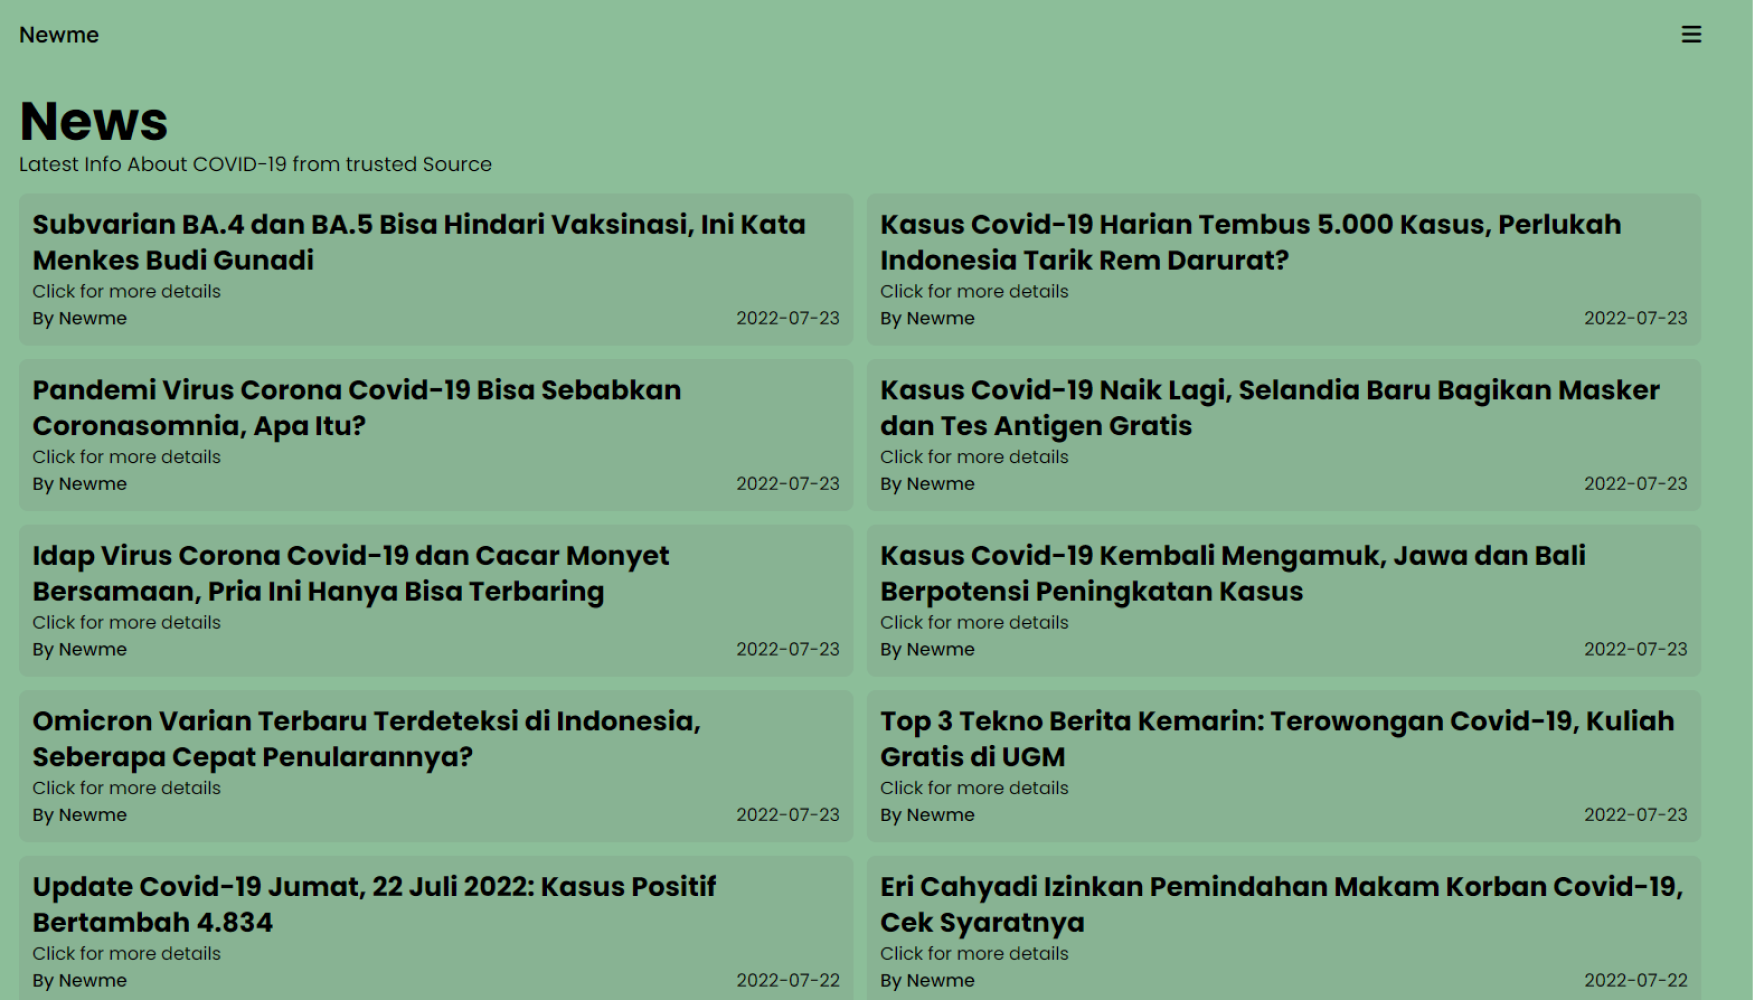 Newme
News
Latest Info About COVID-19 from trusted Source
Subvarian BA.4 dan BA.5 Bisa Hindari Vaksinasi, Ini Kata
Menkes Budi Gunadi
Click for more details
By Newme
2022-07-23
Kasus Covid-19 Harian Tembus 5.000 Kasus, Perlukah
Indonesia Tarik Rem Darurat?
Click for more details
By Newme
2022-07-23
Pandemi Virus Corona Covid-19 Bisa Sebabkan
Coronasomnia, Apa Itu?
Click for more details
By Newme
2022-07-23
Kasus Covid-19 Naik Lagi, Selandia Baru Bagikan Masker
dan Tes Antigen Gratis
Click for more details
By Newme
2022-07-23
Idap Virus Corona Covid-19 dan Cacar Monyet
Bersamaan, Pria Ini Hanya Bisa Terbaring
Click for more details
By Newme
2022-07-23
Kasus Covid-19 Kembali Mengamuk, Jawa dan Bali
Berpotensi Peningkatan Kasus
Click for more details
By Newme
2022-07-23
Omicron Varian Terbaru Terdeteksi di Indonesia,
Seberapa Cepat Penularannya?
Click for more details
By Newme
2022-07-23
Top 3 Tekno Berita Kemarin: Terowongan Covid-19, Kuliah
Gratis di UGM
Click for more details
By Newme
2022-07-23
Update Covid-19 Jumat, 22 Juli 2022: Kasus Positif
Bertambah 4.834
Click for more details
By Newme
2022-07-22
Eri Cahyadi Izinkan Pemindahan Makam Korban Covid-19,
Cek Syaratnya
Click for more details
By Newme
2022-07-22